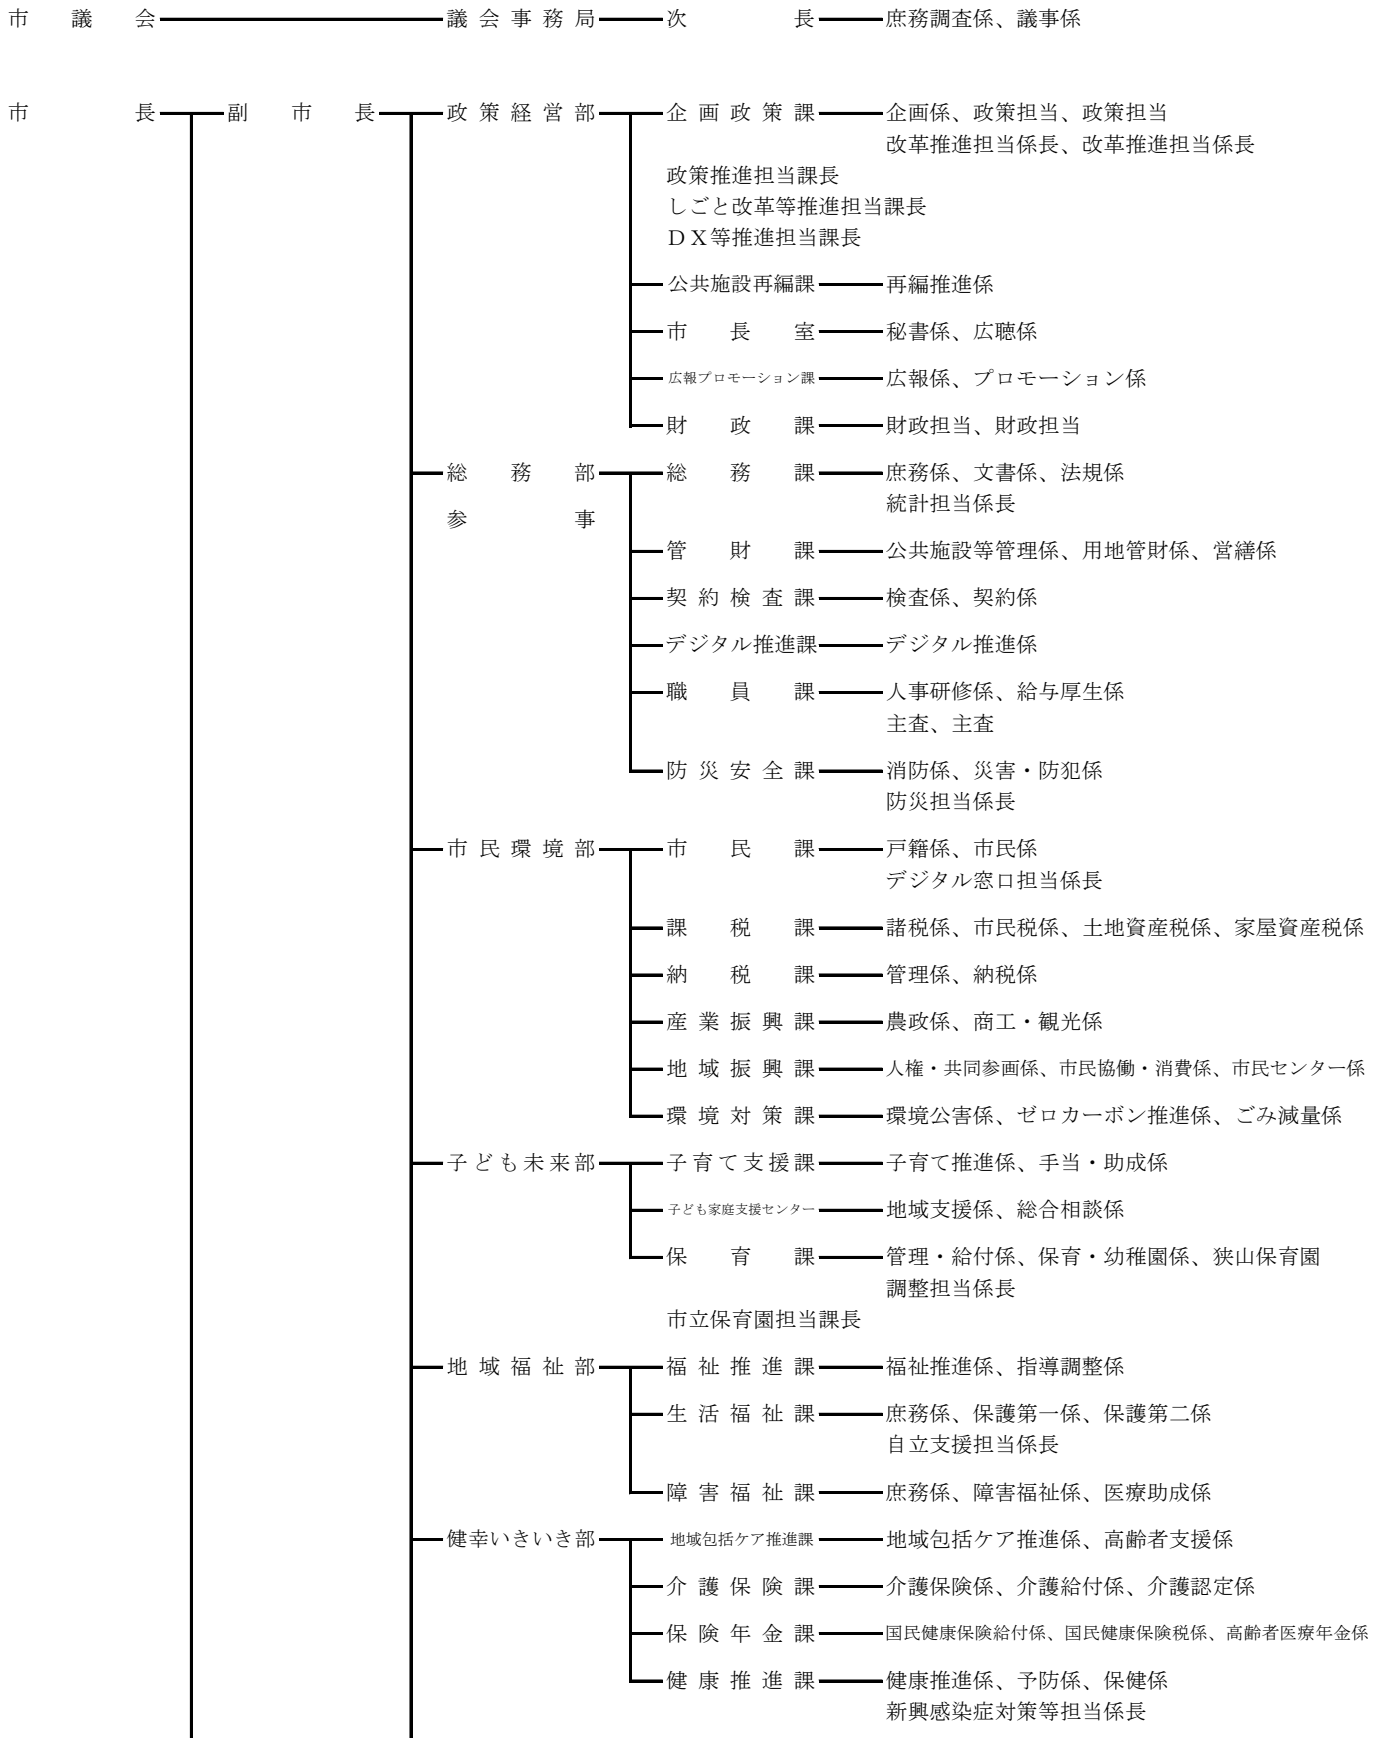 市議会 議会事務局 次長 庶務調査係、議事係
市長 副市長 政策経営部 企画政策課 企画係、政策担当、政策担当
改革推進担当係長、改革推進担当係長
政策推進担当課長
しごと改革等推進担当課長
ＤＸ等推進担当課長
公共施設再編課 再編推進係
市長室 秘書係、広聴係
広報プロモーション課 広報係、プロモーション係
財政課 財政担当、財政担当
総務部 総務課 庶務係、文書係、法規係
統計担当係長
参事
管財課 公共施設等管理係、用地管財係、営繕係
契約検査課 検査係、契約係
デジタル推進課 デジタル推進係
職員課 人事研修係、給与厚生係
主査、主査
防災安全課 消防係、災害・防犯係
防災担当係長
市民環境部 市民課 戸籍係、市民係
デジタル窓口担当係長
課税課 諸税係、市民税係、土地資産税係、家屋資産税係
納税課 管理係、納税係
産業振興課 農政係、商工・観光係
地域振興課 人権・共同参画係、市民協働・消費係、市民センター係
環境対策課 環境公害係、ゼロカーボン推進係、ごみ減量係
子ども未来部 子育て支援課 子育て推進係、手当・助成係
子ども家庭支援センター 地域支援係、総合相談係
保育課 管理・給付係、保育・幼稚園係、狭山保育園
調整担当係長
市立保育園担当課長
地域福祉部 福祉推進課 福祉推進係、指導調整係
生活福祉課 庶務係、保護第一係、保護第二係
自立支援担当係長
障害福祉課 庶務係、障害福祉係、医療助成係
健幸いきいき部 地域包括ケア推進課 地域包括ケア推進係、高齢者支援係
介護保険課 介護保険係、介護給付係、介護認定係
保険年金課 国民健康保険給付係、国民健康保険税係、高齢者医療年金係
健康推進課 健康推進係、予防係、保健係
新興感染症対策等担当係長